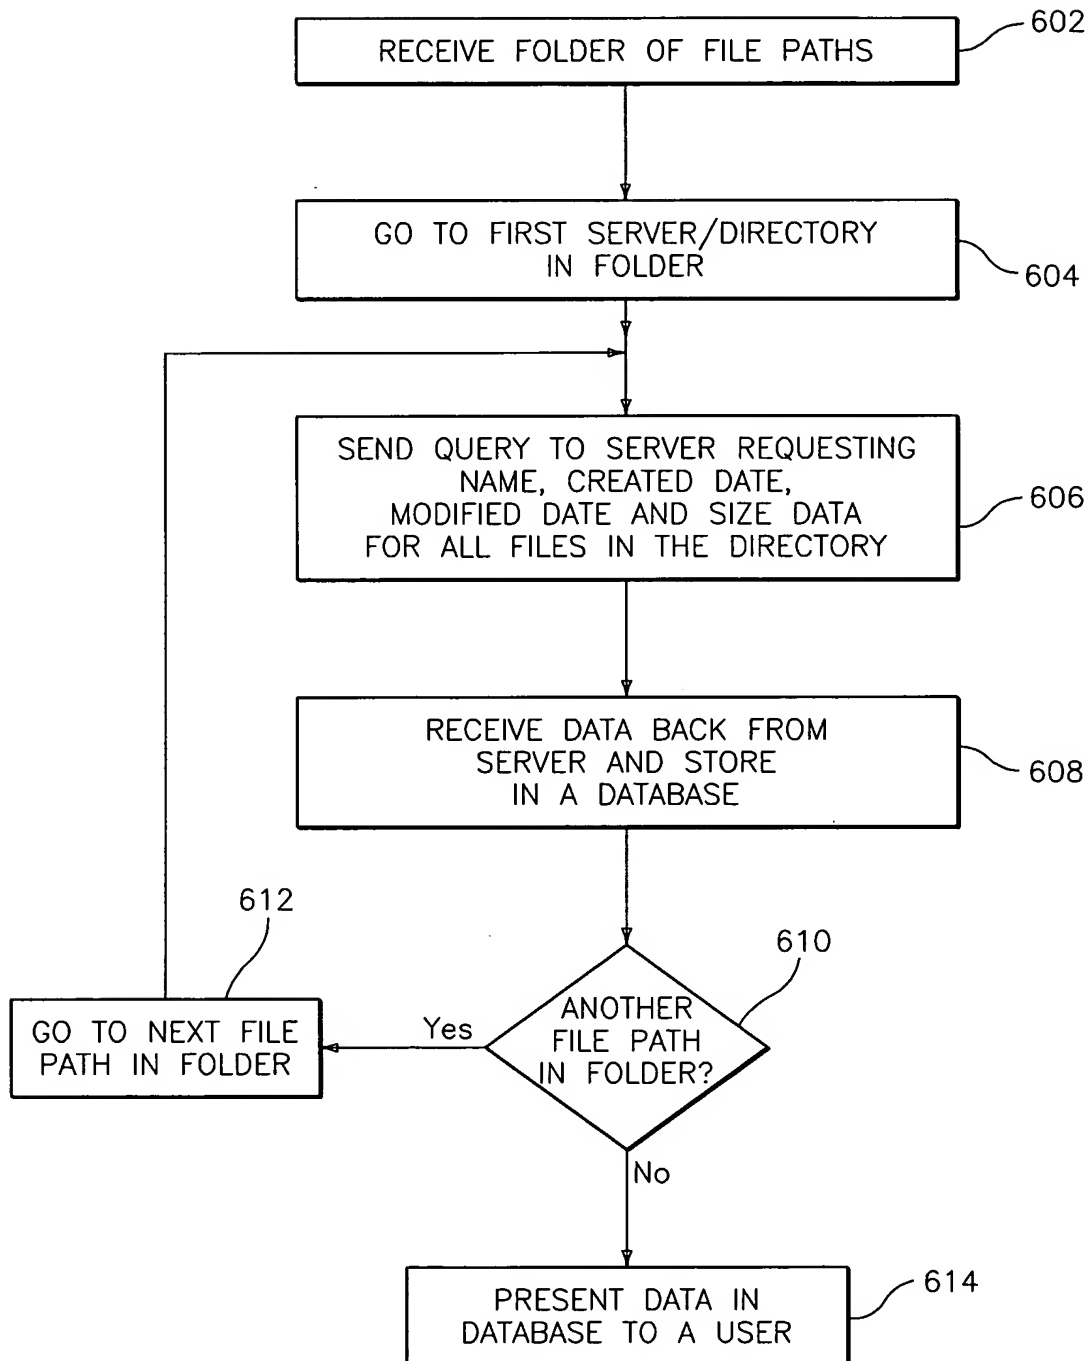 RECEIVE FOLDER OF FILE PATHS
602
GO TO FIRST SERVER/DIRECTORY
IN FOLDER
604
SEND QUERY TO SERVER REQUESTING
NAME, CREATED DATE,
MODIFIED DATE AND SIZE DATA
FOR ALL FILES IN THE DIRECTORY
606
RECEIVE DATA BACK FROM
SERVER AND STORE
IN A DATABASE
608
612
610
GO TO NEXT FILE
PATH IN FOLDER
Yes
ANOTHER
FILE PATH
IN FOLDER?
No
PRESENT DATA IN
DATABASE TO A USER
614